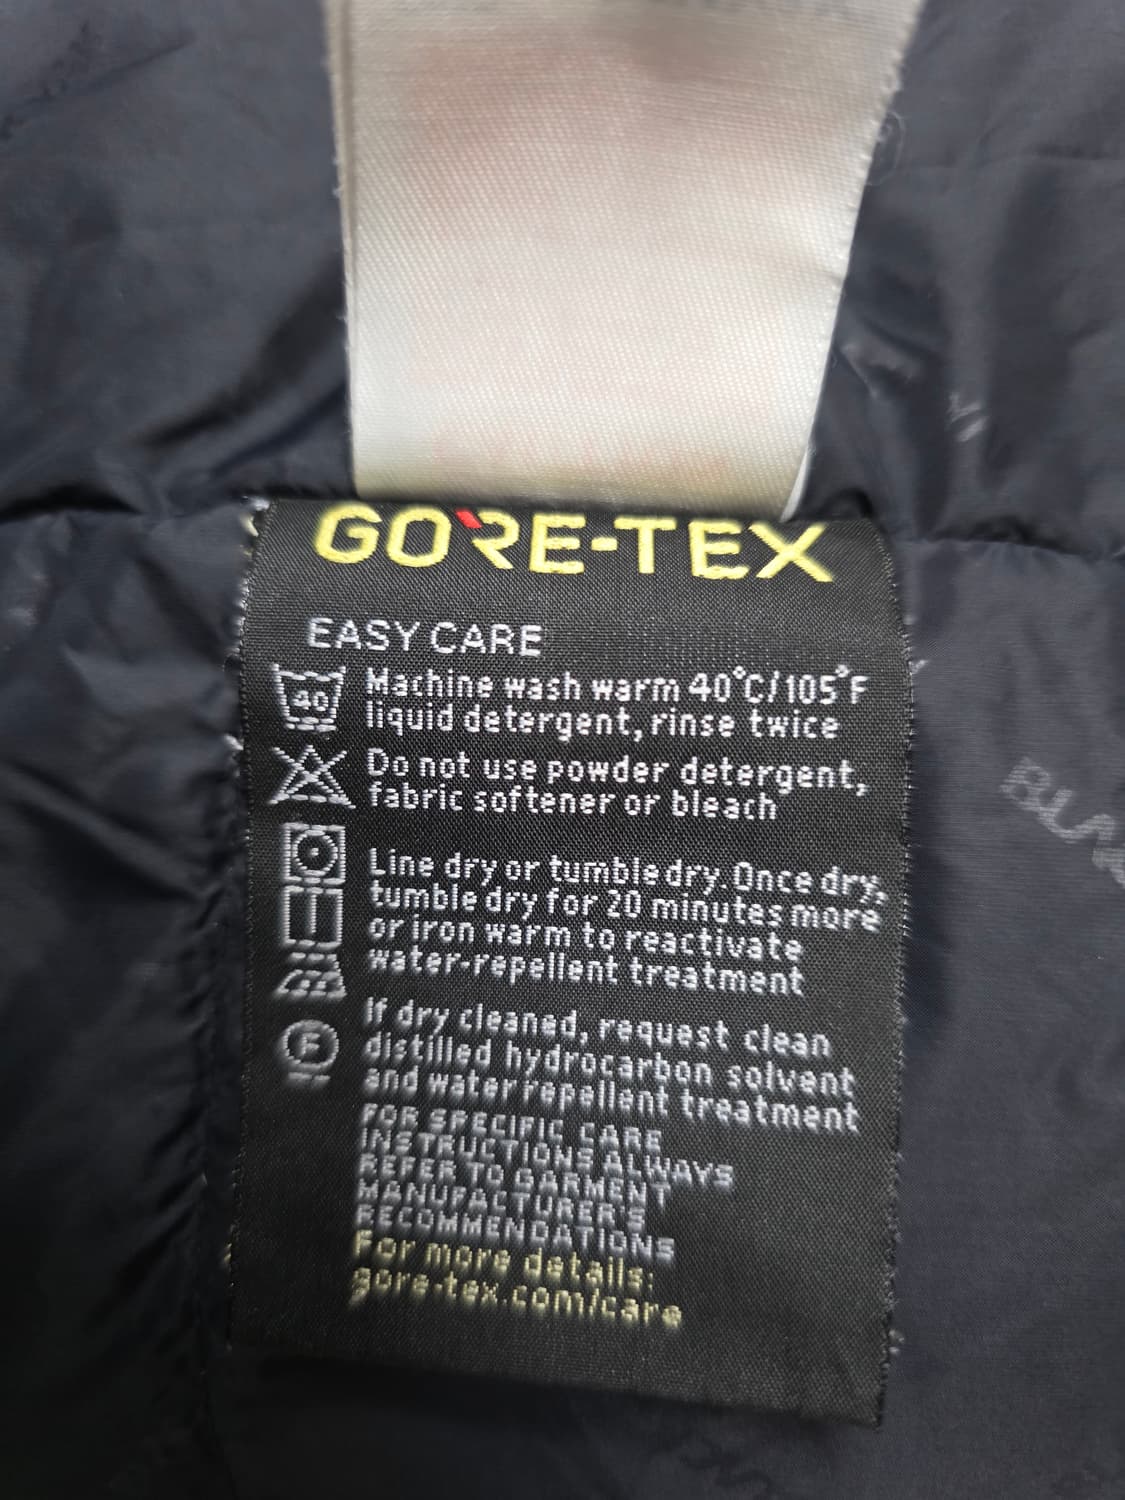 GORE-TEX
EASY CARE
40
Machine wash warm 40°C/105°F
liquid detergent, rinse twice
Do not use powder detergent,
fabric softener or bleach
Line dry or tumble dry. Once dry,
tumble dry for 20 minutes more
or iron warm to reactivate
water-repellent treatment
F
If dry cleaned, request clean
distilled hydrocarbon solvent
and water repellent treatment
FOR SPECIFIC CARE
INSTRUCTIONS ALWAYS
REFER TO GARMENT
MANUFACTURER'S
RECOMMENDATIONS
For more details:
gore-tex.com/care